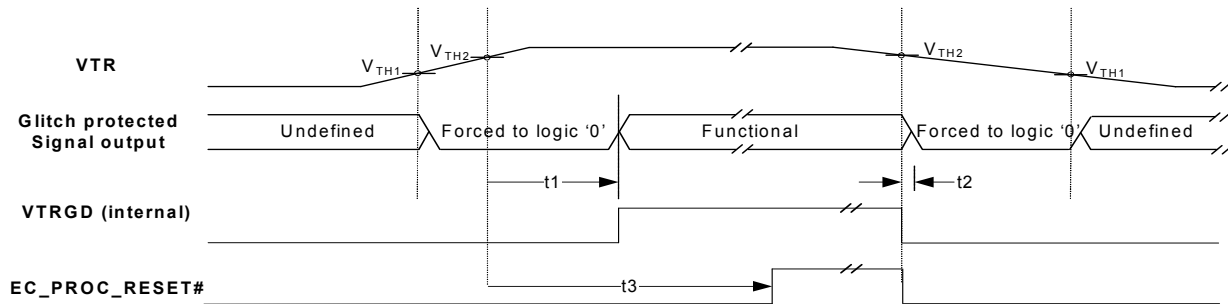 VTR
VTH1
VTH2
VTH2
VTH1
Glitch protected
Signal output
Undefined
Forced to logic ‘0’
Functional
Forced to logic ‘0’
Undefined
t1
t2
VTRGD (internal)
EC_PROC_RESET#
t3